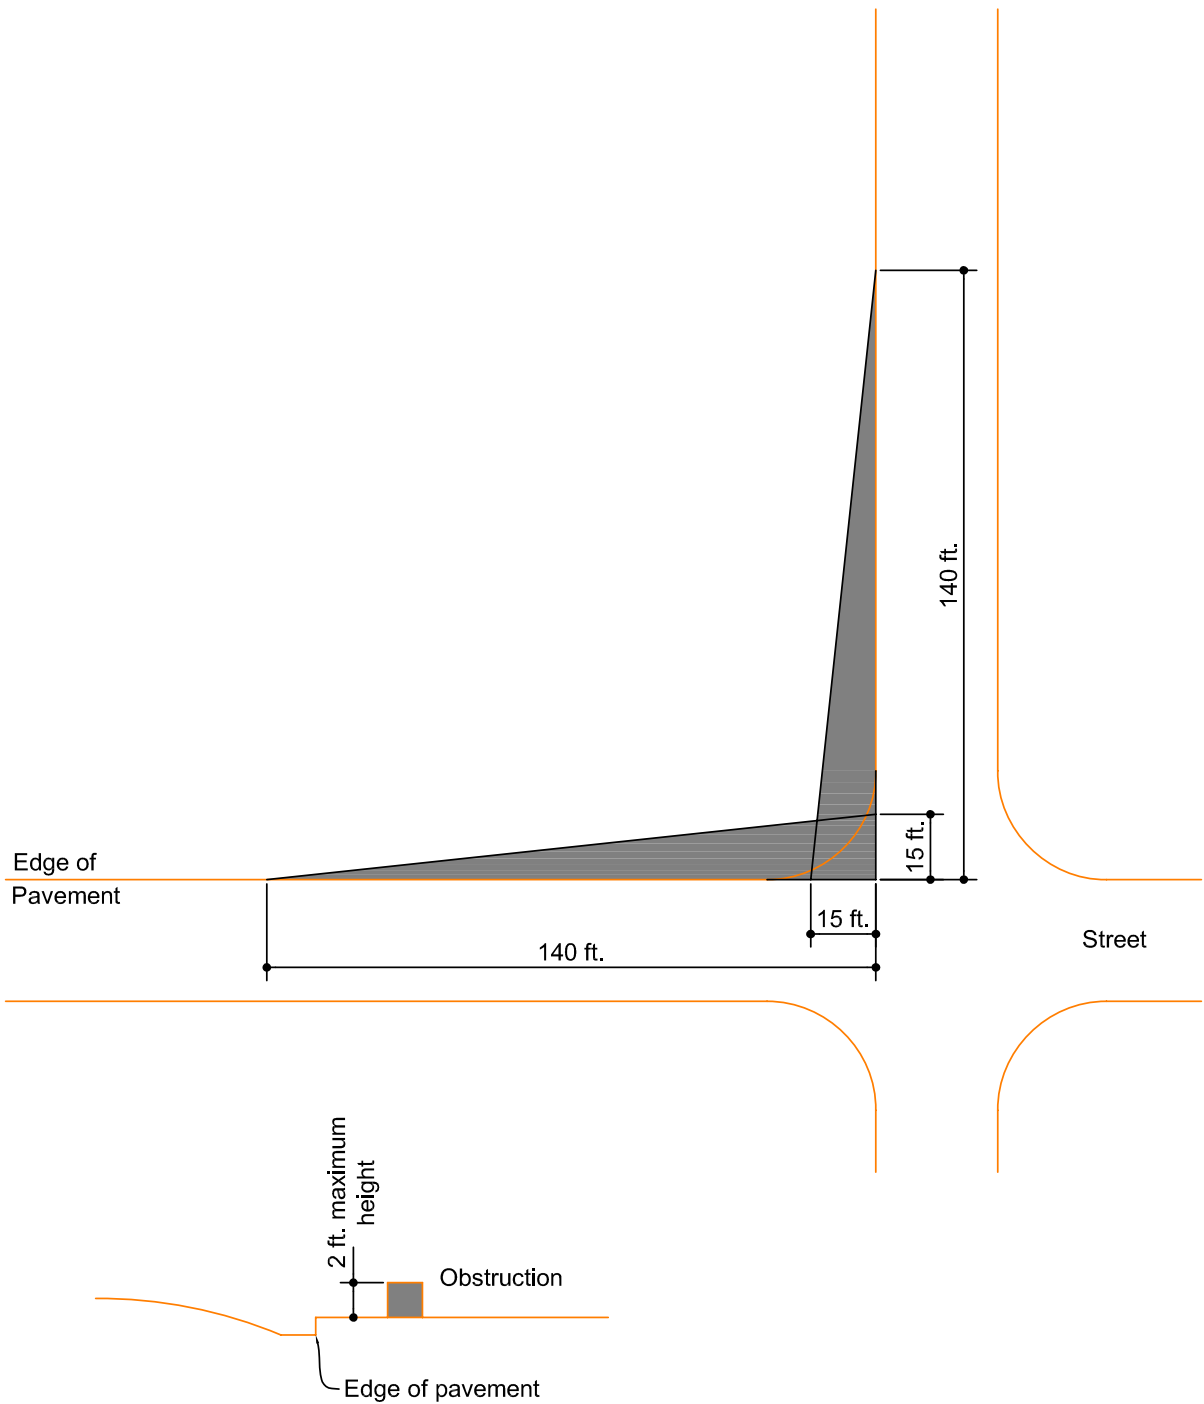 140 ft.
15 ft.
Edge of
Pavement
15 ft.
140 ft.
Street
2 ft. maximum
height
Obstruction
Edge of pavement